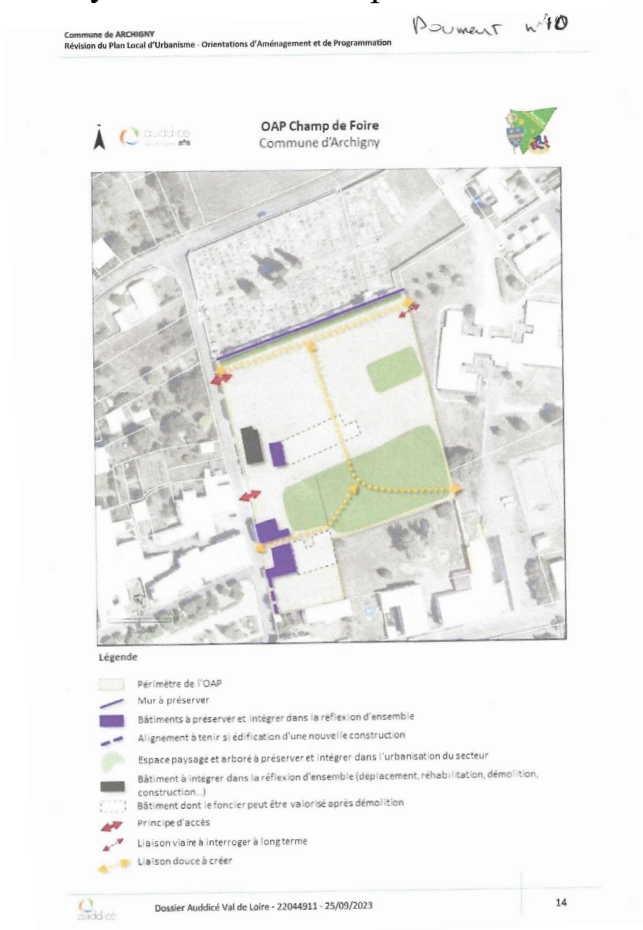 Commune de ARCHIGNY
Document n°10
Révision du Plan Local d'Urbanisme - Orientations d'Aménagement et de Programmation
auddicé
OAP Champ de Foire
Commune d'Archigny
Légende
Périmètre de l'OAP
Mur à préserver
Bâtiments à préserver et intégrer dans la réflexion d'ensemble
Alignement à tenir si édification d'une nouvelle construction
Espace paysagé et arboré à préserver et intégrer dans l'urbanisation du secteur
Bâtiment à intégrer dans la réflexion d'ensemble (déplacement, réhabilitation, démolition,
construction...)
Bâtiment dont le foncier peut être valorisé après démolition
Principe d'accès
Liaison viaire à interroger à long terme
Liaison douce à créer
auddicé
Dossier Auddicé Val de Loire - 22044911 - 25/09/2023
14